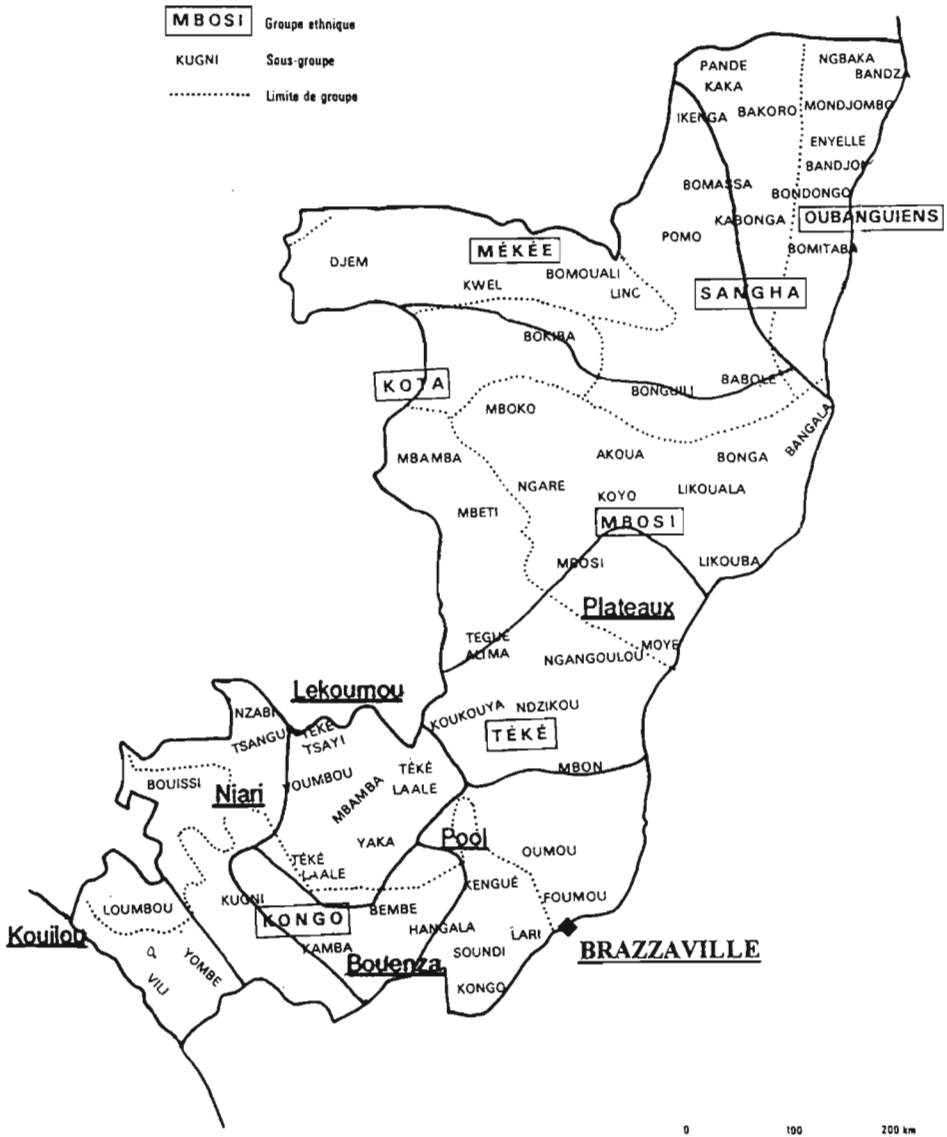 MBOSI Groupe ethnique
KUGNI Sous-groupe
Limite de groupe
PANDE
NGBAKA
KAKA
BANDZA
IKENGA
BAKORO
MONDJOMBO
ENYELLE
BANDJON
BOMASSA
BONDONGO
KABONGA
OUBANGUIENS
POMO
BOMITABA
DJEM
MÉKÉE
BOMOUALI
KWEL
LINC
SANGHA
BOKIBA
KOTA
BONGUILI
BABOLE
MBOKO
BANGALA
MBAMBA
AKOUA
BONGA
NGARE
KOYO
LIKOUALA
MBETI
MBOSI
MBOSI
LIKOUBA
Plateaux
TEGUE
ALIMA
NGANGOULOU
MOYE
Lekoumou
NZABI
KOUKOUYA
NDZIKOU
TSANGUI
TÉKÉ
TSAYI
TÉKÉ
BOUISSI
YOUMBOU
TÉKÉ
LAALE
MBON
Niari
MBAMBA
YAKA
Pool
OUMOU
TÉKÉ
LAALE
KENGUÉ
FOUMOU
LOUMBOU
KUGNI
KONGO
BEMBE
HANGALA
LARI
Kouilou
KAMBA
SOUNDI
BRAZZAVILLE
YOMBE
VILI
Bouenza
KONGO
0 100 200 km